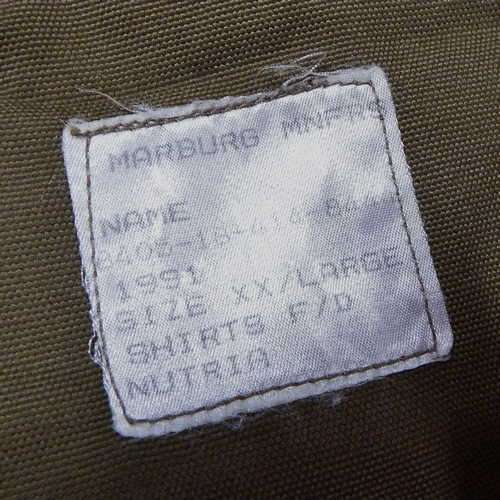 MARBURG MNFRS
NAME
1991
SIZE XX/LARGE
SHIRTS F/D
NUTRIA